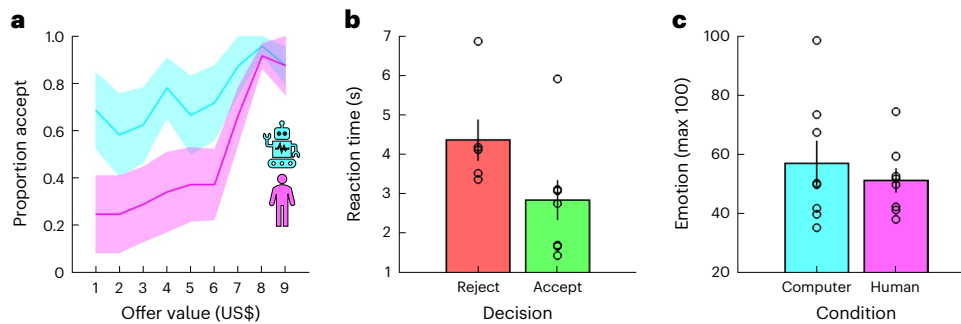 a
Proportion accept
1.0
0.8
0.6
0.4
0.2
0
1 2 3 4 5 6 7 8 9
Offer value (US$)
b
Reaction time (s)
7
6
5
4
3
2
1
Reject Accept
Decision
c
Emotion (max 100)
100
80
60
40
20
Computer Human
Condition